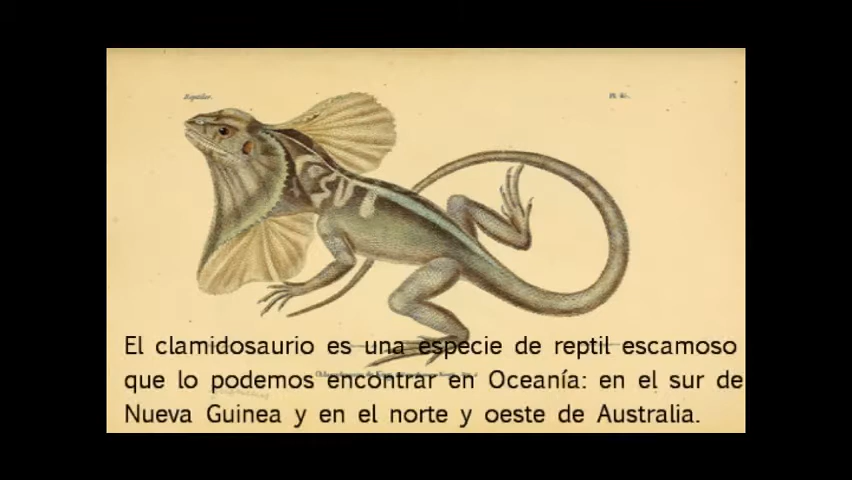 El clamidosaurio es una especie de reptil escamoso
que lo podemos encontrar en Oceanía: en el sur de
Nueva Guinea y en el norte y oeste de Australia.